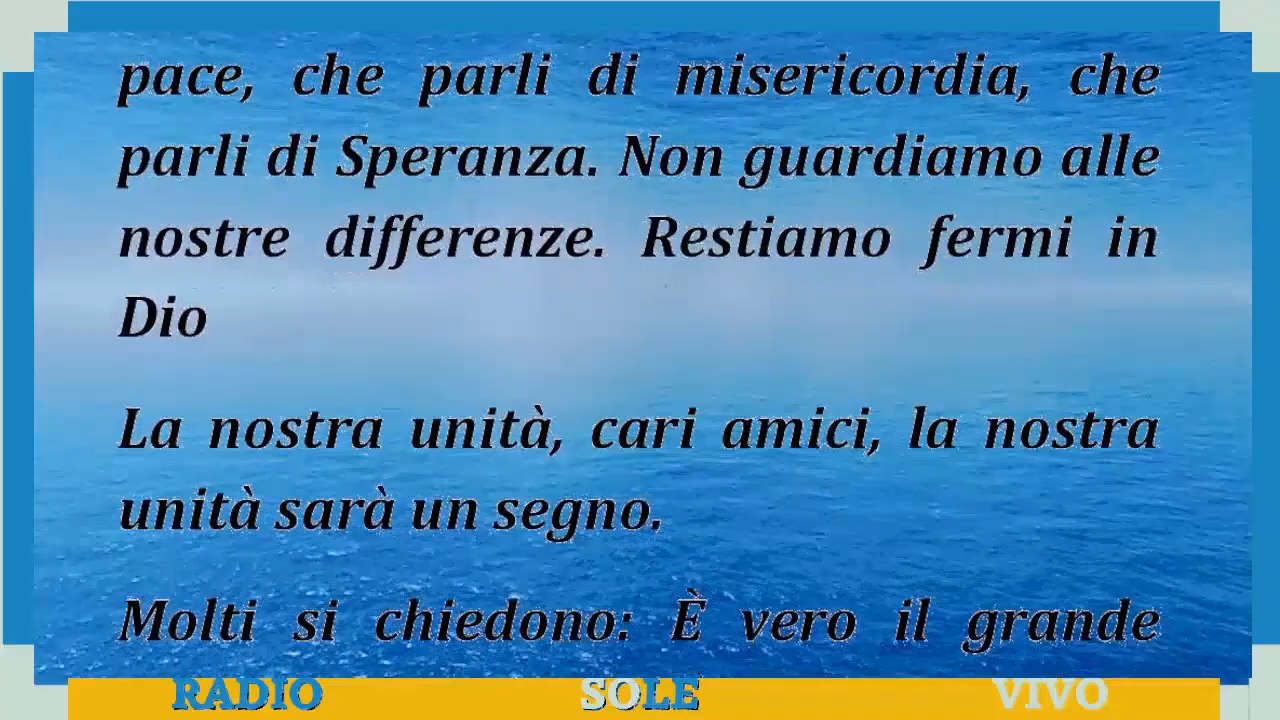 pace, che parli di misericordia, che
parli di Speranza. Non guardiamo alle
nostre differenze. Restiamo fermi in
Dio
La nostra unità, cari amici, la nostra
unità sarà un segno.
Molti si chiedono: È vero il grande
RADIO SOLE VIVO